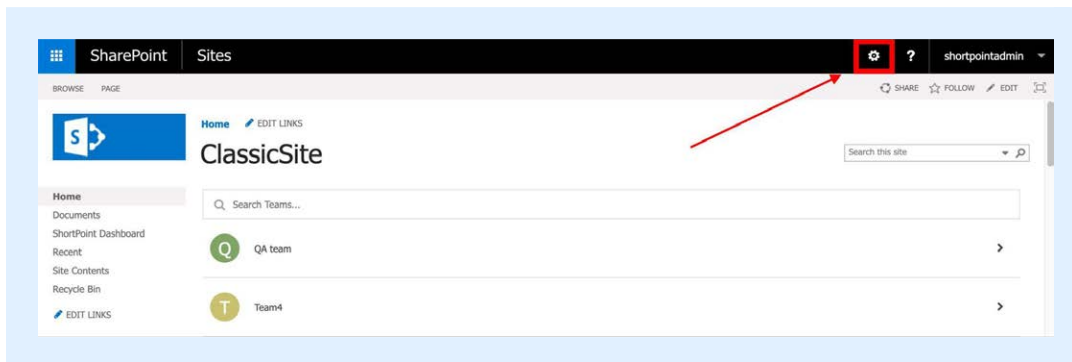 SharePoint Sites ? shortpointadmin
BROWSE PAGE SHARE FOLLOW EDIT
S
Home EDIT LINKS
ClassicSite
Search this site
Home
Documents
ShortPoint Dashboard
Recent
Site Contents
Recycle Bin
EDIT LINKS
Search Teams...
Q QA team
T Team4